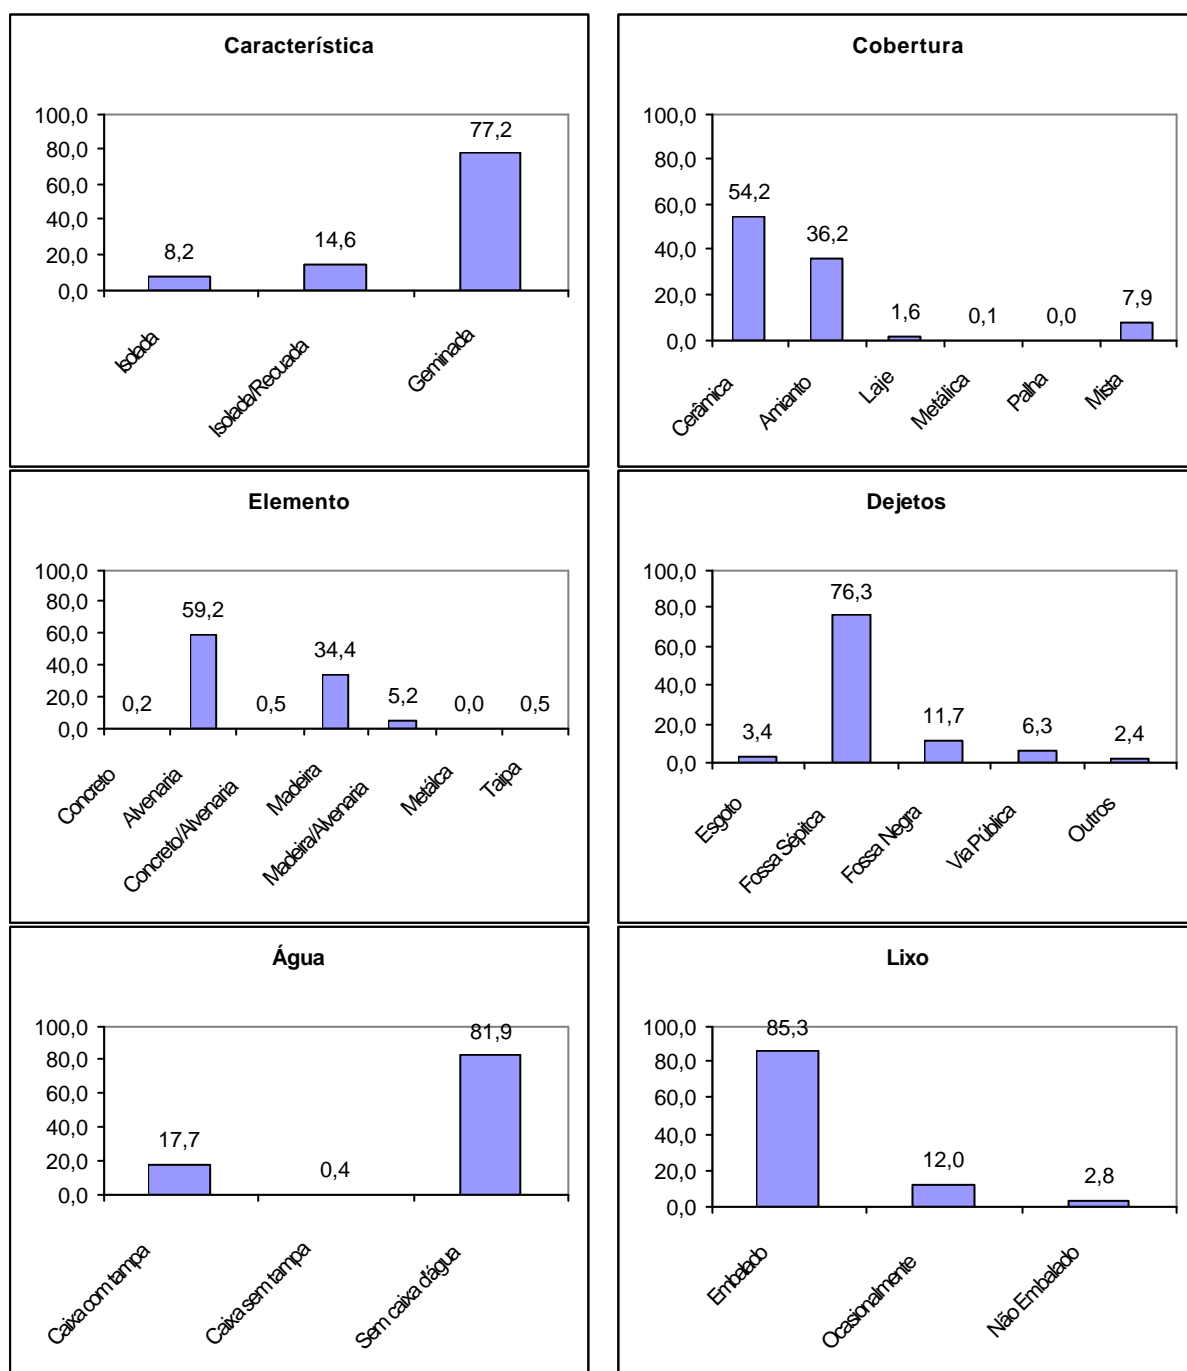 Característica
100,0
80,0
60,0
40,0
20,0
0,0
8,2
14,6
77,2
Isolada
Isolada/Recuada
Geminada
Cobertura
100,0
80,0
60,0
40,0
20,0
0,0
54,2
36,2
1,6
0,1
0,0
7,9
Cerâmica
Amianto
Laje
Metálica
Palha
Mista
Elemento
100,0
80,0
60,0
40,0
20,0
0,0
0,2
59,2
0,5
34,4
5,2
0,0
0,5
Concreto
Alvenaria
Concreto/Alvenaria
Madeira
Madeira/Alvenaria
Metálca
Taipa
Dejetos
100,0
80,0
60,0
40,0
20,0
0,0
3,4
76,3
11,7
6,3
2,4
Esgoto
Fossa Sépitca
Fossa Negra
Via Pública
Outros
Água
100,0
80,0
60,0
40,0
20,0
0,0
17,7
0,4
81,9
Caixa com tampa
Caixa sem tampa
Sem caixa d'água
Lixo
100,0
80,0
60,0
40,0
20,0
0,0
85,3
12,0
2,8
Embalado
Ocasionalmente
Não Embalado